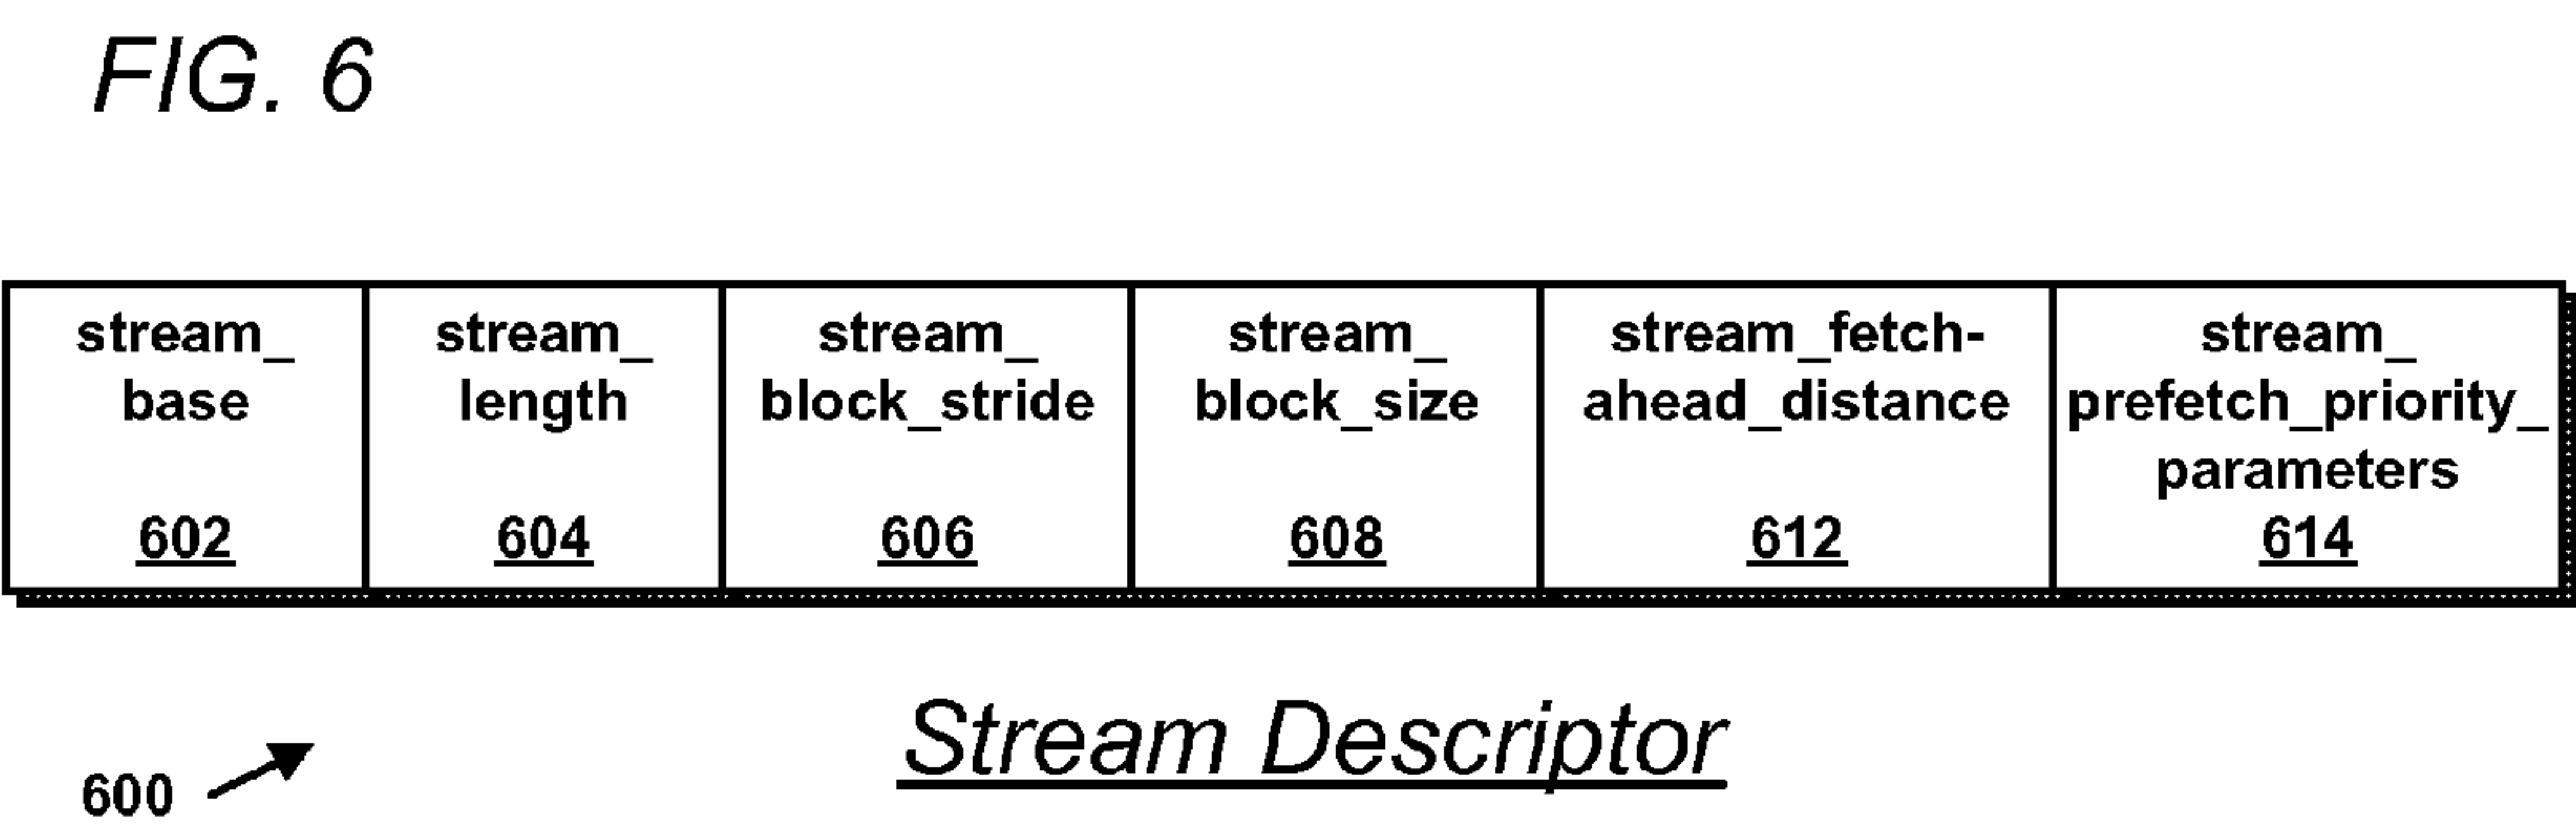 FIG. 6
stream_
base
602
stream_
length
604
stream_
block_stride
606
stream_
block_size
608
stream_fetch-
ahead_distance
612
stream_
prefetch_priority_
parameters
614
Stream Descriptor
600